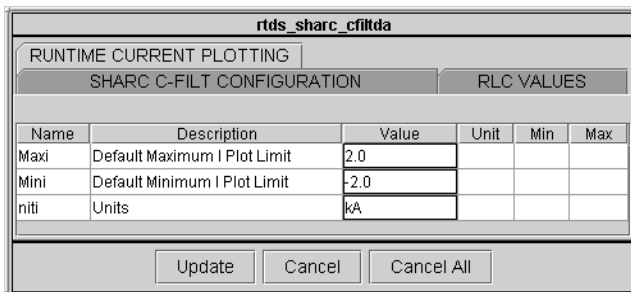 rtds_sharc_cfiltda
RUNTIME CURRENT PLOTTING
SHARC C-FILT CONFIGURATION RLC VALUES
Name Description Value Unit Min Max
Maxi Default Maximum I Plot Limit 2.0
Mini Default Minimum I Plot Limit -2.0
niti Units kA
Update Cancel Cancel All